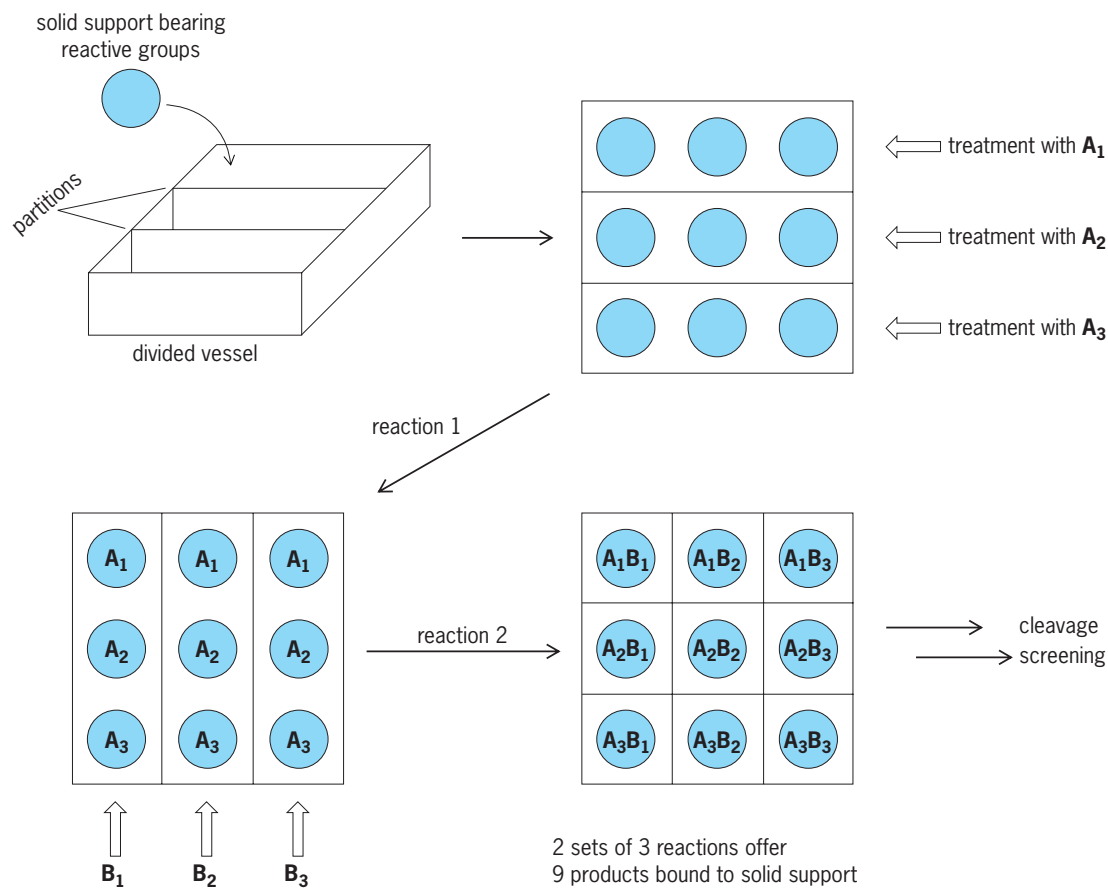 solid support bearing
reactive groups
partitions
divided vessel
treatment with A₁
treatment with A₂
treatment with A₃
reaction 1
A₁ A₁ A₁
A₂ A₂ A₂
A₃ A₃ A₃
B₁ B₂ B₃
reaction 2
A₁B₁ A₁B₂ A₁B₃
A₂B₁ A₂B₂ A₂B₃
A₃B₁ A₃B₂ A₃B₃
cleavage
screening
2 sets of 3 reactions offer
9 products bound to solid support